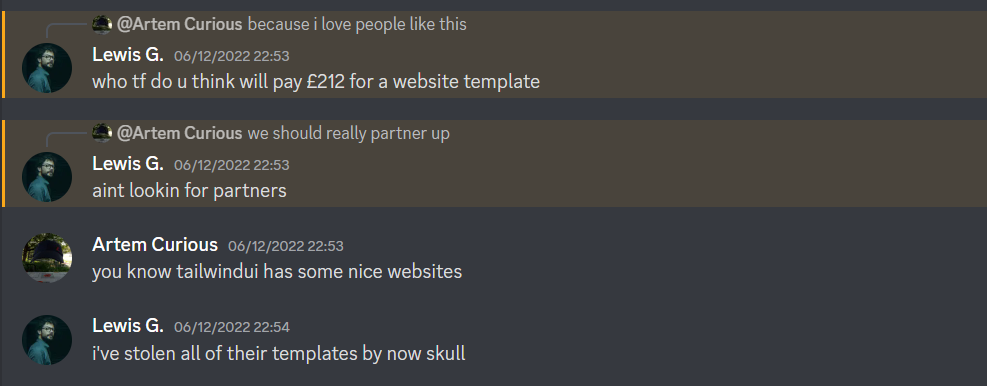 @Artem Curious because i love people like this
Lewis G. 06/12/2022 22:53
who tf do u think will pay £212 for a website template
@Artem Curious we should really partner up
Lewis G. 06/12/2022 22:53
aint lookin for partners
Artem Curious 06/12/2022 22:53
you know tailwindui has some nice websites
Lewis G. 06/12/2022 22:54
i've stolen all of their templates by now skull